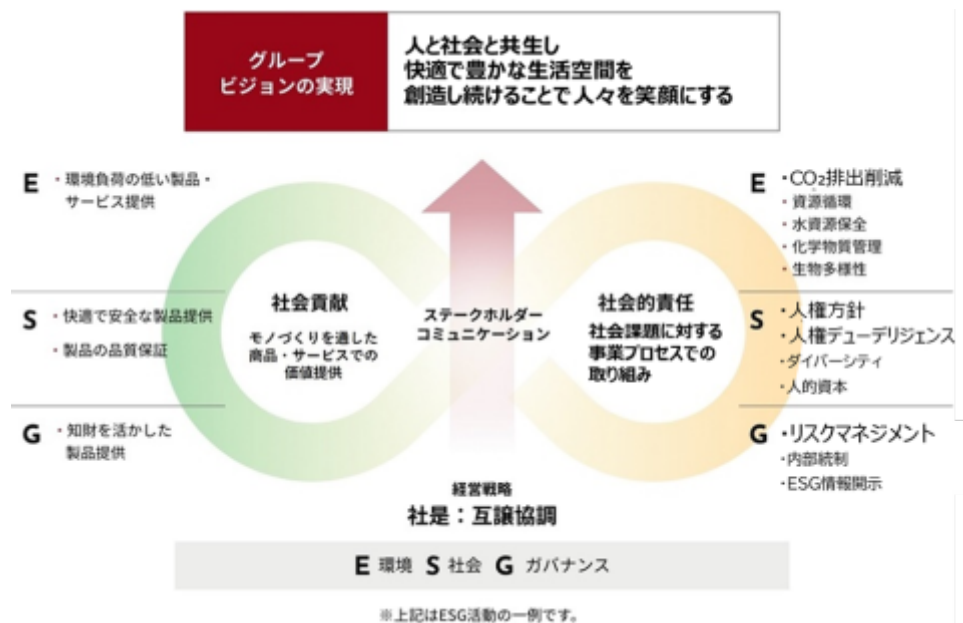 グループ
ビジョンの実現
人と社会と共生し
快適で豊かな生活空間を
創造し続けることで人々を笑顔にする
E
・環境負荷の低い製品・
サービス提供
S
・快適で安全な製品提供
・製品の品質保証
G
・知財を活かした
製品提供
社会貢献
モノづくりを通した
商品・サービスでの
価値提供
ステークホルダー
コミュニケーション
社会的責任
社会課題に対する
事業プロセスでの
取り組み
E
・CO₂排出削減
・資源循環
・水資源保全
・化学物質管理
・生物多様性
S
・人権方針
・人権デューデリジェンス
・ダイバーシティ
・人的資本
G
・リスクマネジメント
・内部統制
・ESG情報開示
経営戦略
社是：互譲協調
E 環境 S 社会 G ガバナンス
※上記はESG活動の一例です。